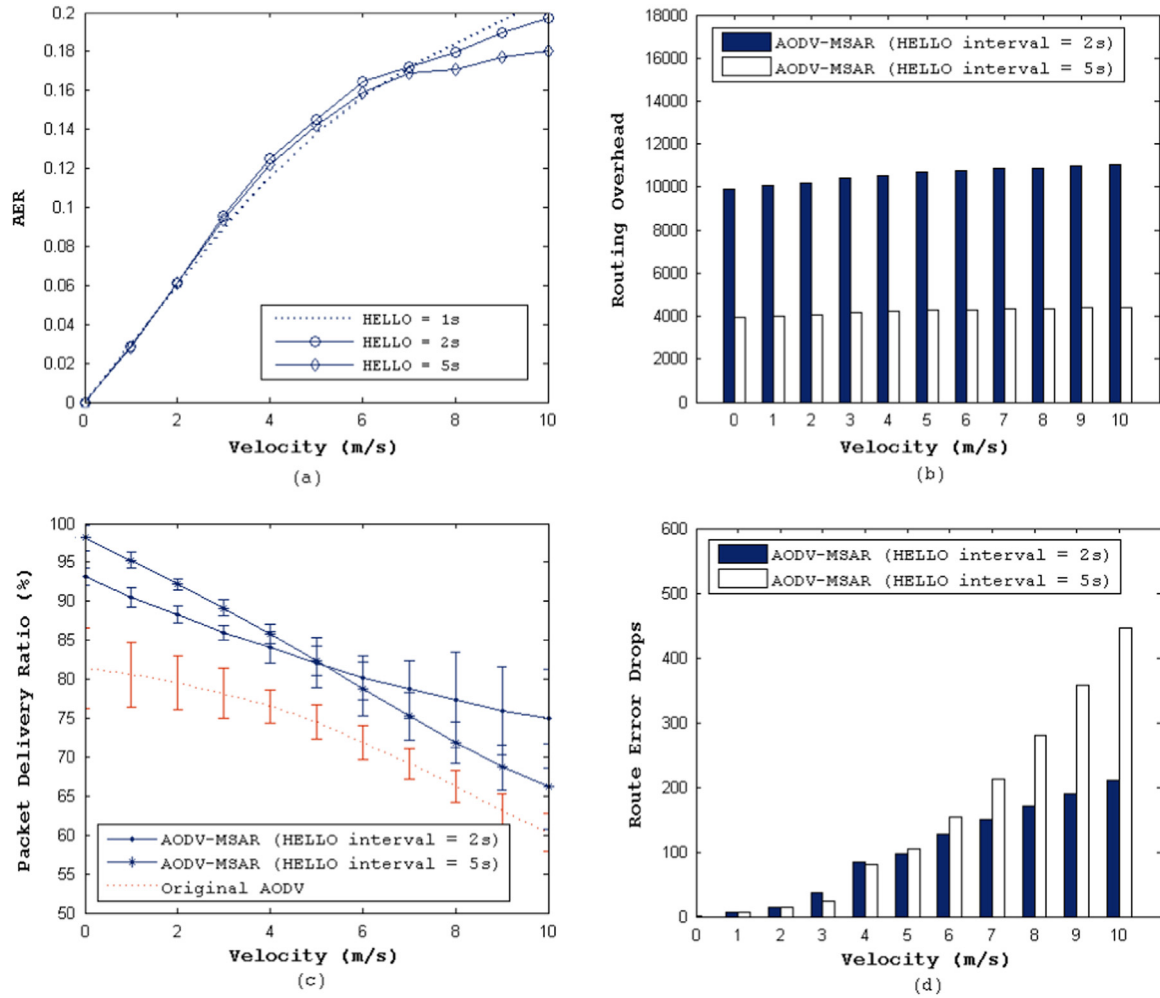 0.2
0.18
0.16
0.14
0.12
0.1
0.08
0.06
0.04
0.02
0
AER
HELLO = 1s
HELLO = 2s
HELLO = 5s
0 2 4 6 8 10
Velocity (m/s)
(a)
18000
16000
14000
12000
10000
8000
6000
4000
2000
0
Routing Overhead
AODV-MSAR (HELLO interval = 2s)
AODV-MSAR (HELLO interval = 5s)
0 1 2 3 4 5 6 7 8 9 10
Velocity (m/s)
(b)
100
95
90
85
80
75
70
65
60
55
50
Packet Delivery Ratio (%)
AODV-MSAR (HELLO interval = 2s)
AODV-MSAR (HELLO interval = 5s)
Original AODV
0 2 4 6 8 10
Velocity (m/s)
(c)
600
500
400
300
200
100
0
Route Error Drops
AODV-MSAR (HELLO interval = 2s)
AODV-MSAR (HELLO interval = 5s)
0 1 2 3 4 5 6 7 8 9 10
Velocity (m/s)
(d)